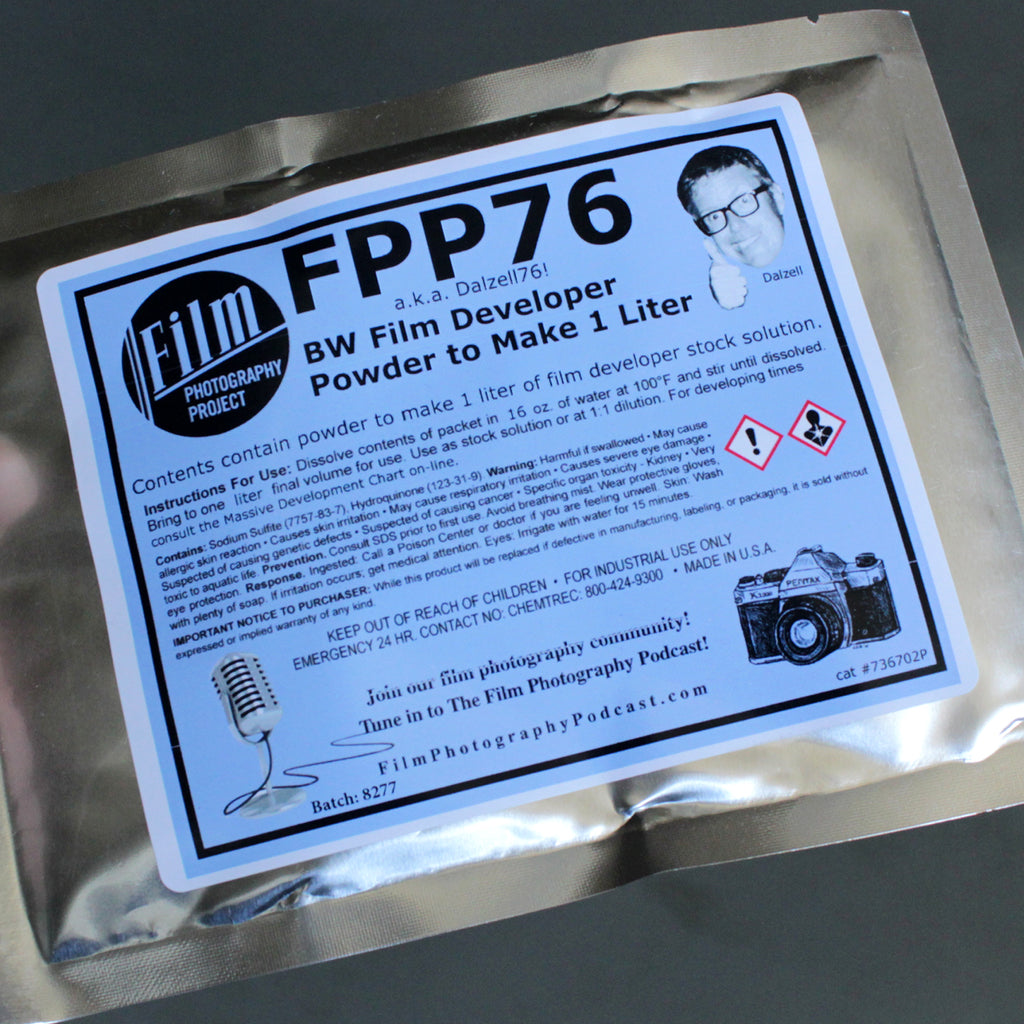 FPP76
a.k.a. Dalzell76!
BW Film Developer
Powder to Make 1 Liter
Dalzell
Film
PHOTOGRAPHY
PROJECT
Contents contain powder to make 1 liter of film developer stock solution.
Instructions For Use: Dissolve contents of packet in 16 oz. of water at 100°F and stir until dissolved.
Bring to one liter final volume for use. Use as stock solution or at 1:1 dilution. For developing times
consult the Massive Development Chart on-line.
Contains: Sodium Sulfite (7757-83-7), Hydroquinone (123-31-9). Warning: Harmful if swallowed • May cause
allergic skin reaction • Causes skin irritation • May cause respiratory irritation • Causes severe eye damage •
Suspected of causing genetic defects • Suspected of causing cancer • Specific organ toxicity - Kidney • Very
toxic to aquatic life. Prevention. Consult SDS prior to first use. Avoid breathing mist. Wear protective gloves,
eye protection. Response. Ingested: Call a Poison Center or doctor if you are feeling unwell. Skin: Wash
with plenty of soap. If irritation occurs; get medical attention. Eyes: Irrigate with water for 15 minutes.
IMPORTANT NOTICE TO PURCHASER: While this product will be replaced if defective in manufacturing, labeling, or packaging, it is sold without
expressed or implied warranty of any kind.
KEEP OUT OF REACH OF CHILDREN • FOR INDUSTRIAL USE ONLY
EMERGENCY 24 HR. CONTACT NO: CHEMTREC: 800-424-9300 • MADE IN U.S.A.
PENTAX
K1000
Join our film photography community!
Tune in to The Film Photography Podcast!
FilmPhotographyPodcast.com
cat #736702P
Batch: 8277